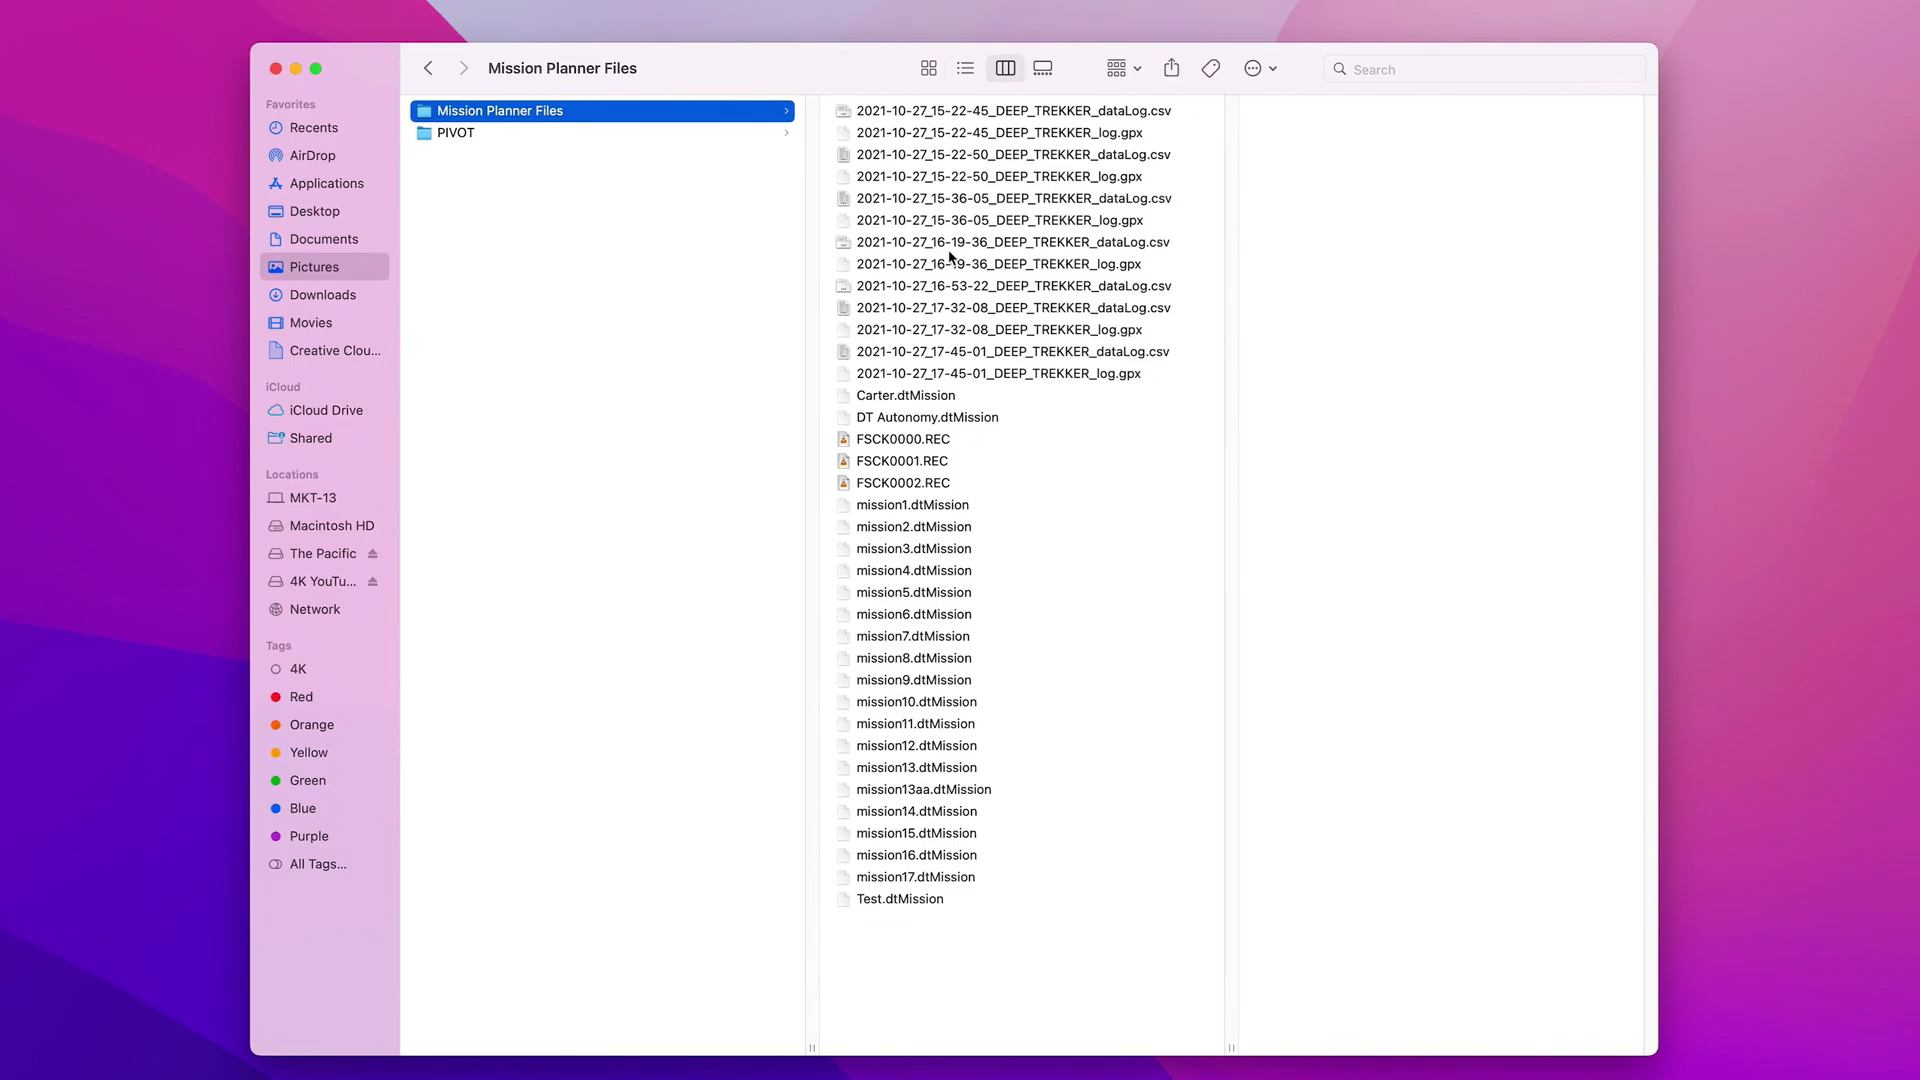 Mission Planner Files
Search
Favorites
Recents
AirDrop
Applications
Desktop
Documents
Pictures
Downloads
Movies
Creative Clou...
iCloud
iCloud Drive
Shared
Locations
MKT-13
Macintosh HD
The Pacific
4K YouTu...
Network
Tags
4K
Red
Orange
Yellow
Green
Blue
Purple
All Tags...
Mission Planner Files
PIVOT
2021-10-27_15-22-45_DEEP_TREKKER_dataLog.csv
2021-10-27_15-22-45_DEEP_TREKKER_log.gpx
2021-10-27_15-22-50_DEEP_TREKKER_dataLog.csv
2021-10-27_15-22-50_DEEP_TREKKER_log.gpx
2021-10-27_15-36-05_DEEP_TREKKER_dataLog.csv
2021-10-27_15-36-05_DEEP_TREKKER_log.gpx
2021-10-27_16-19-36_DEEP_TREKKER_dataLog.csv
2021-10-27_16-19-36_DEEP_TREKKER_log.gpx
2021-10-27_16-53-22_DEEP_TREKKER_dataLog.csv
2021-10-27_17-32-08_DEEP_TREKKER_dataLog.csv
2021-10-27_17-32-08_DEEP_TREKKER_log.gpx
2021-10-27_17-45-01_DEEP_TREKKER_dataLog.csv
2021-10-27_17-45-01_DEEP_TREKKER_log.gpx
Carter.dtMission
DT Autonomy.dtMission
FSCK0000.REC
FSCK0001.REC
FSCK0002.REC
mission1.dtMission
mission2.dtMission
mission3.dtMission
mission4.dtMission
mission5.dtMission
mission6.dtMission
mission7.dtMission
mission8.dtMission
mission9.dtMission
mission10.dtMission
mission11.dtMission
mission12.dtMission
mission13.dtMission
mission13aa.dtMission
mission14.dtMission
mission15.dtMission
mission16.dtMission
mission17.dtMission
Test.dtMission